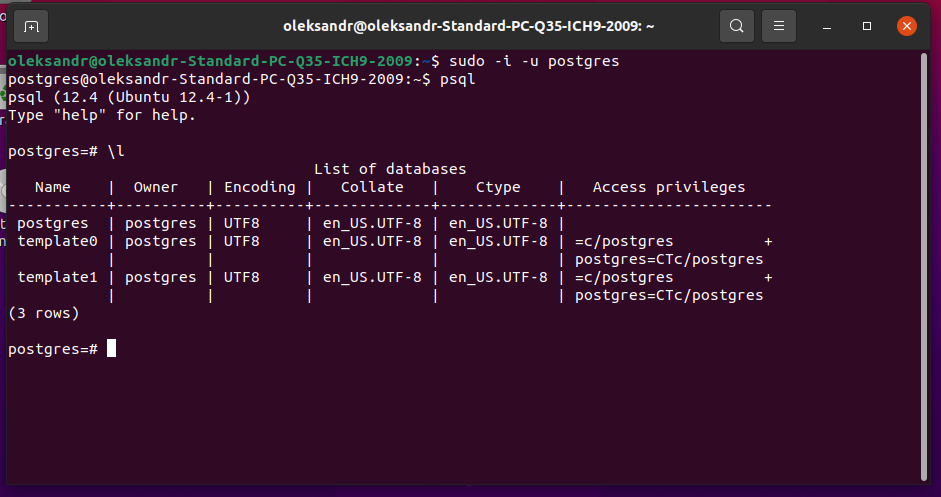 oleksandr@oleksandr-Standard-PC-Q35-ICH9-2009: ~
oleksandr@oleksandr-Standard-PC-Q35-ICH9-2009:~$ sudo -i -u postgres
postgres@oleksandr-Standard-PC-Q35-ICH9-2009:~$ psql
psql (12.4 (Ubuntu 12.4-1))
Type "help" for help.

postgres=# \l
                                  List of databases
   Name    |  Owner   | Encoding |   Collate   |    Ctype    |   Access privileges
-----------+----------+----------+-------------+-------------+-----------------------
 postgres  | postgres | UTF8     | en_US.UTF-8 | en_US.UTF-8 |
 template0 | postgres | UTF8     | en_US.UTF-8 | en_US.UTF-8 | =c/postgres          +
           |          |          |             |             | postgres=CTc/postgres
 template1 | postgres | UTF8     | en_US.UTF-8 | en_US.UTF-8 | =c/postgres          +
           |          |          |             |             | postgres=CTc/postgres
(3 rows)

postgres=#